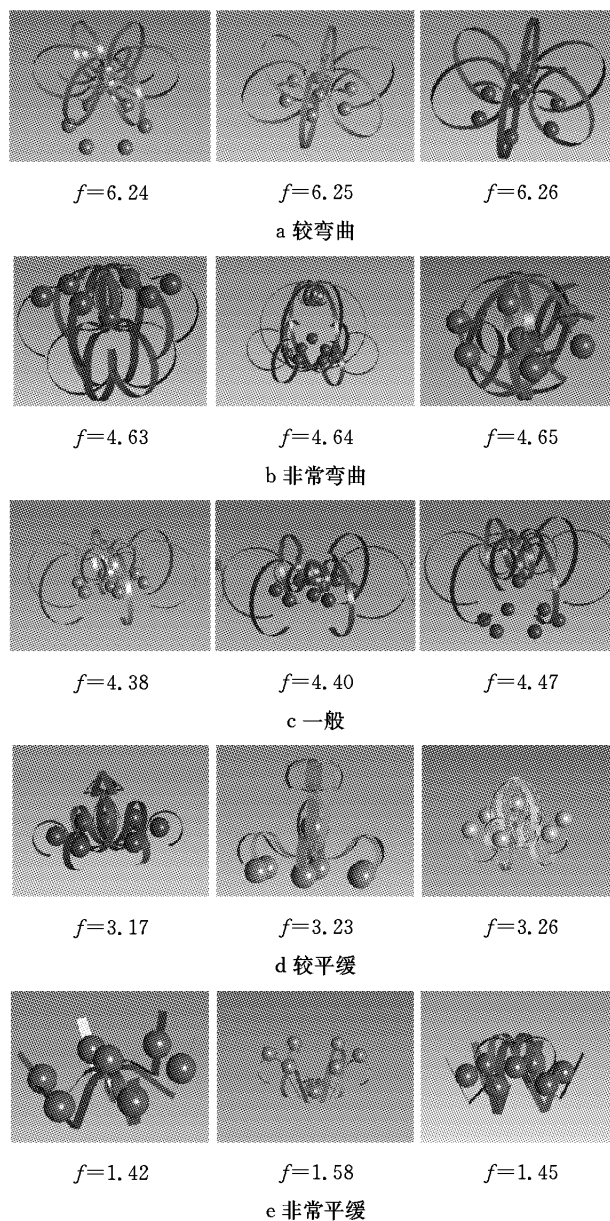 f=6.24 f=6.25 f=6.26
a 较弯曲
f=4.63 f=4.64 f=4.65
b 非常弯曲
f=4.38 f=4.40 f=4.47
c 一般
f=3.17 f=3.23 f=3.26
d 较平缓
f=1.42 f=1.58 f=1.45
e 非常平缓